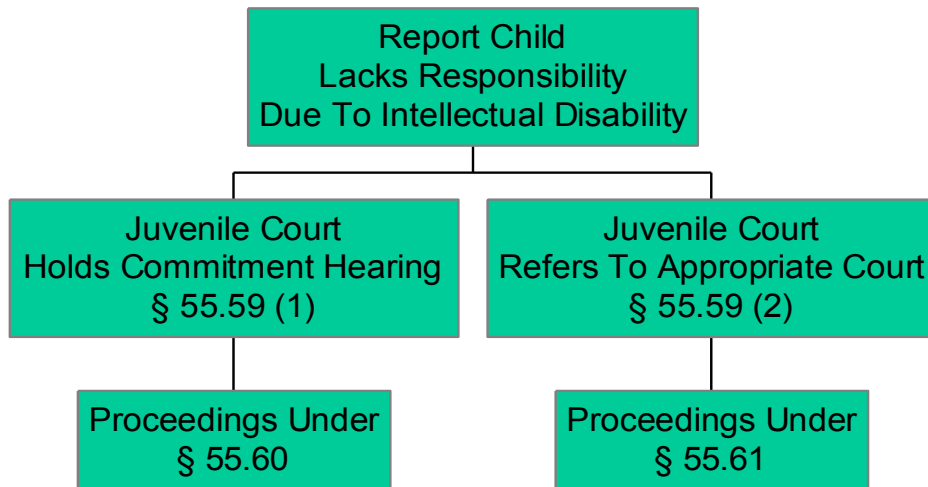 Report Child
Lacks Responsibility
Due To Intellectual Disability
Juvenile Court
Holds Commitment Hearing
§ 55.59 (1)
Juvenile Court
Refers To Appropriate Court
§ 55.59 (2)
Proceedings Under
§ 55.60
Proceedings Under
§ 55.61